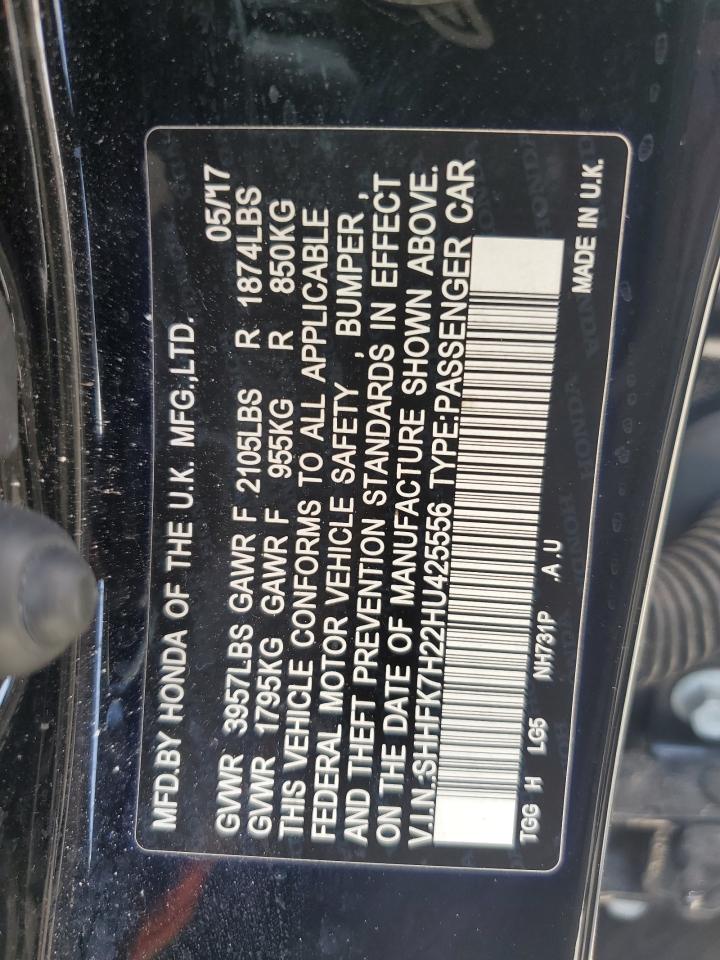 MFD.BY HONDA OF THE U.K. MFG.,LTD. 05/17
GVWR 3957LBS GAWR F 2105LBS R 1874LBS
GVWR 1795KG GAWR F 955KG R 850KG
THIS VEHICLE CONFORMS TO ALL APPLICABLE
FEDERAL MOTOR VEHICLE SAFETY , BUMPER ,
AND THEFT PREVENTION STANDARDS IN EFFECT
ON THE DATE OF MANUFACTURE SHOWN ABOVE.
V.I.N.:SHHFK7H22HU425556 TYPE:PASSENGER CAR
TGG H LG5 NH731P .A .U MADE IN U.K.